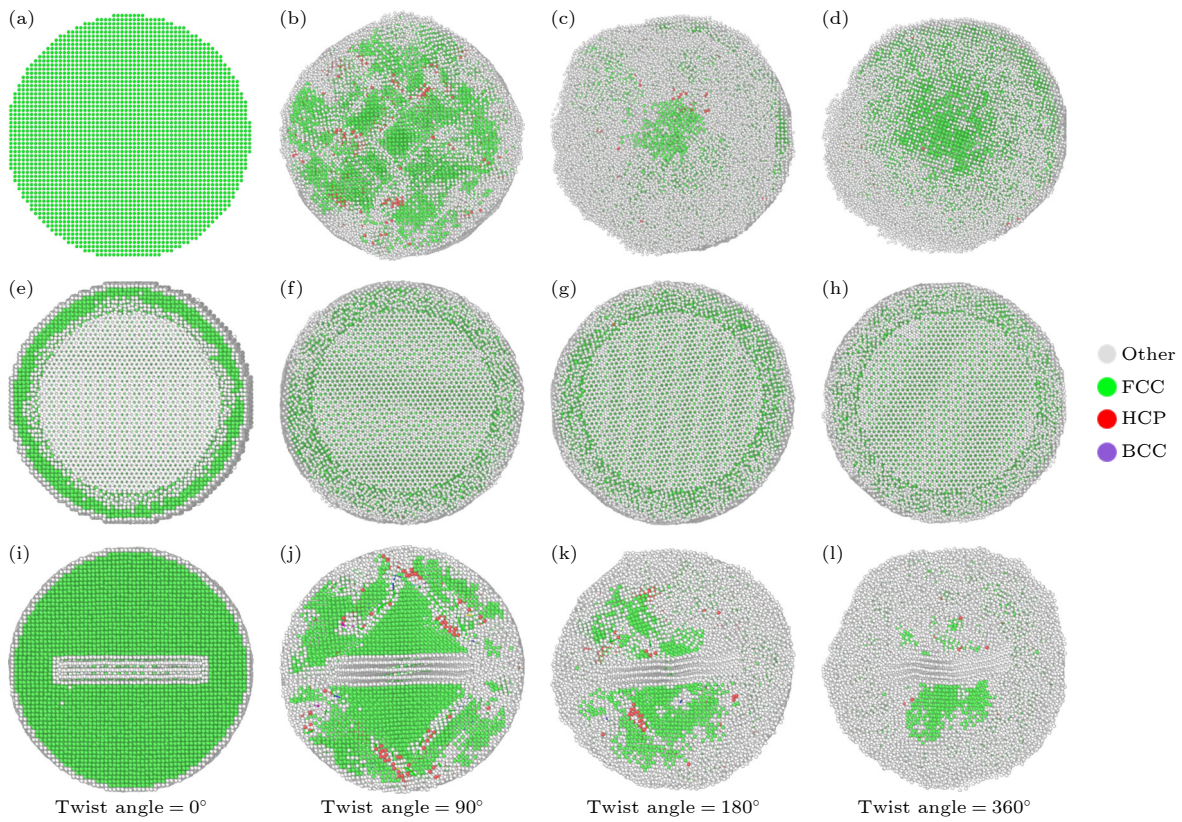 (a)
(b)
(c)
(d)
(e)
(f)
(g)
(h)
Other
FCC
HCP
BCC
(i)
(j)
(k)
(l)
Twist angle = 0°
Twist angle = 90°
Twist angle = 180°
Twist angle = 360°